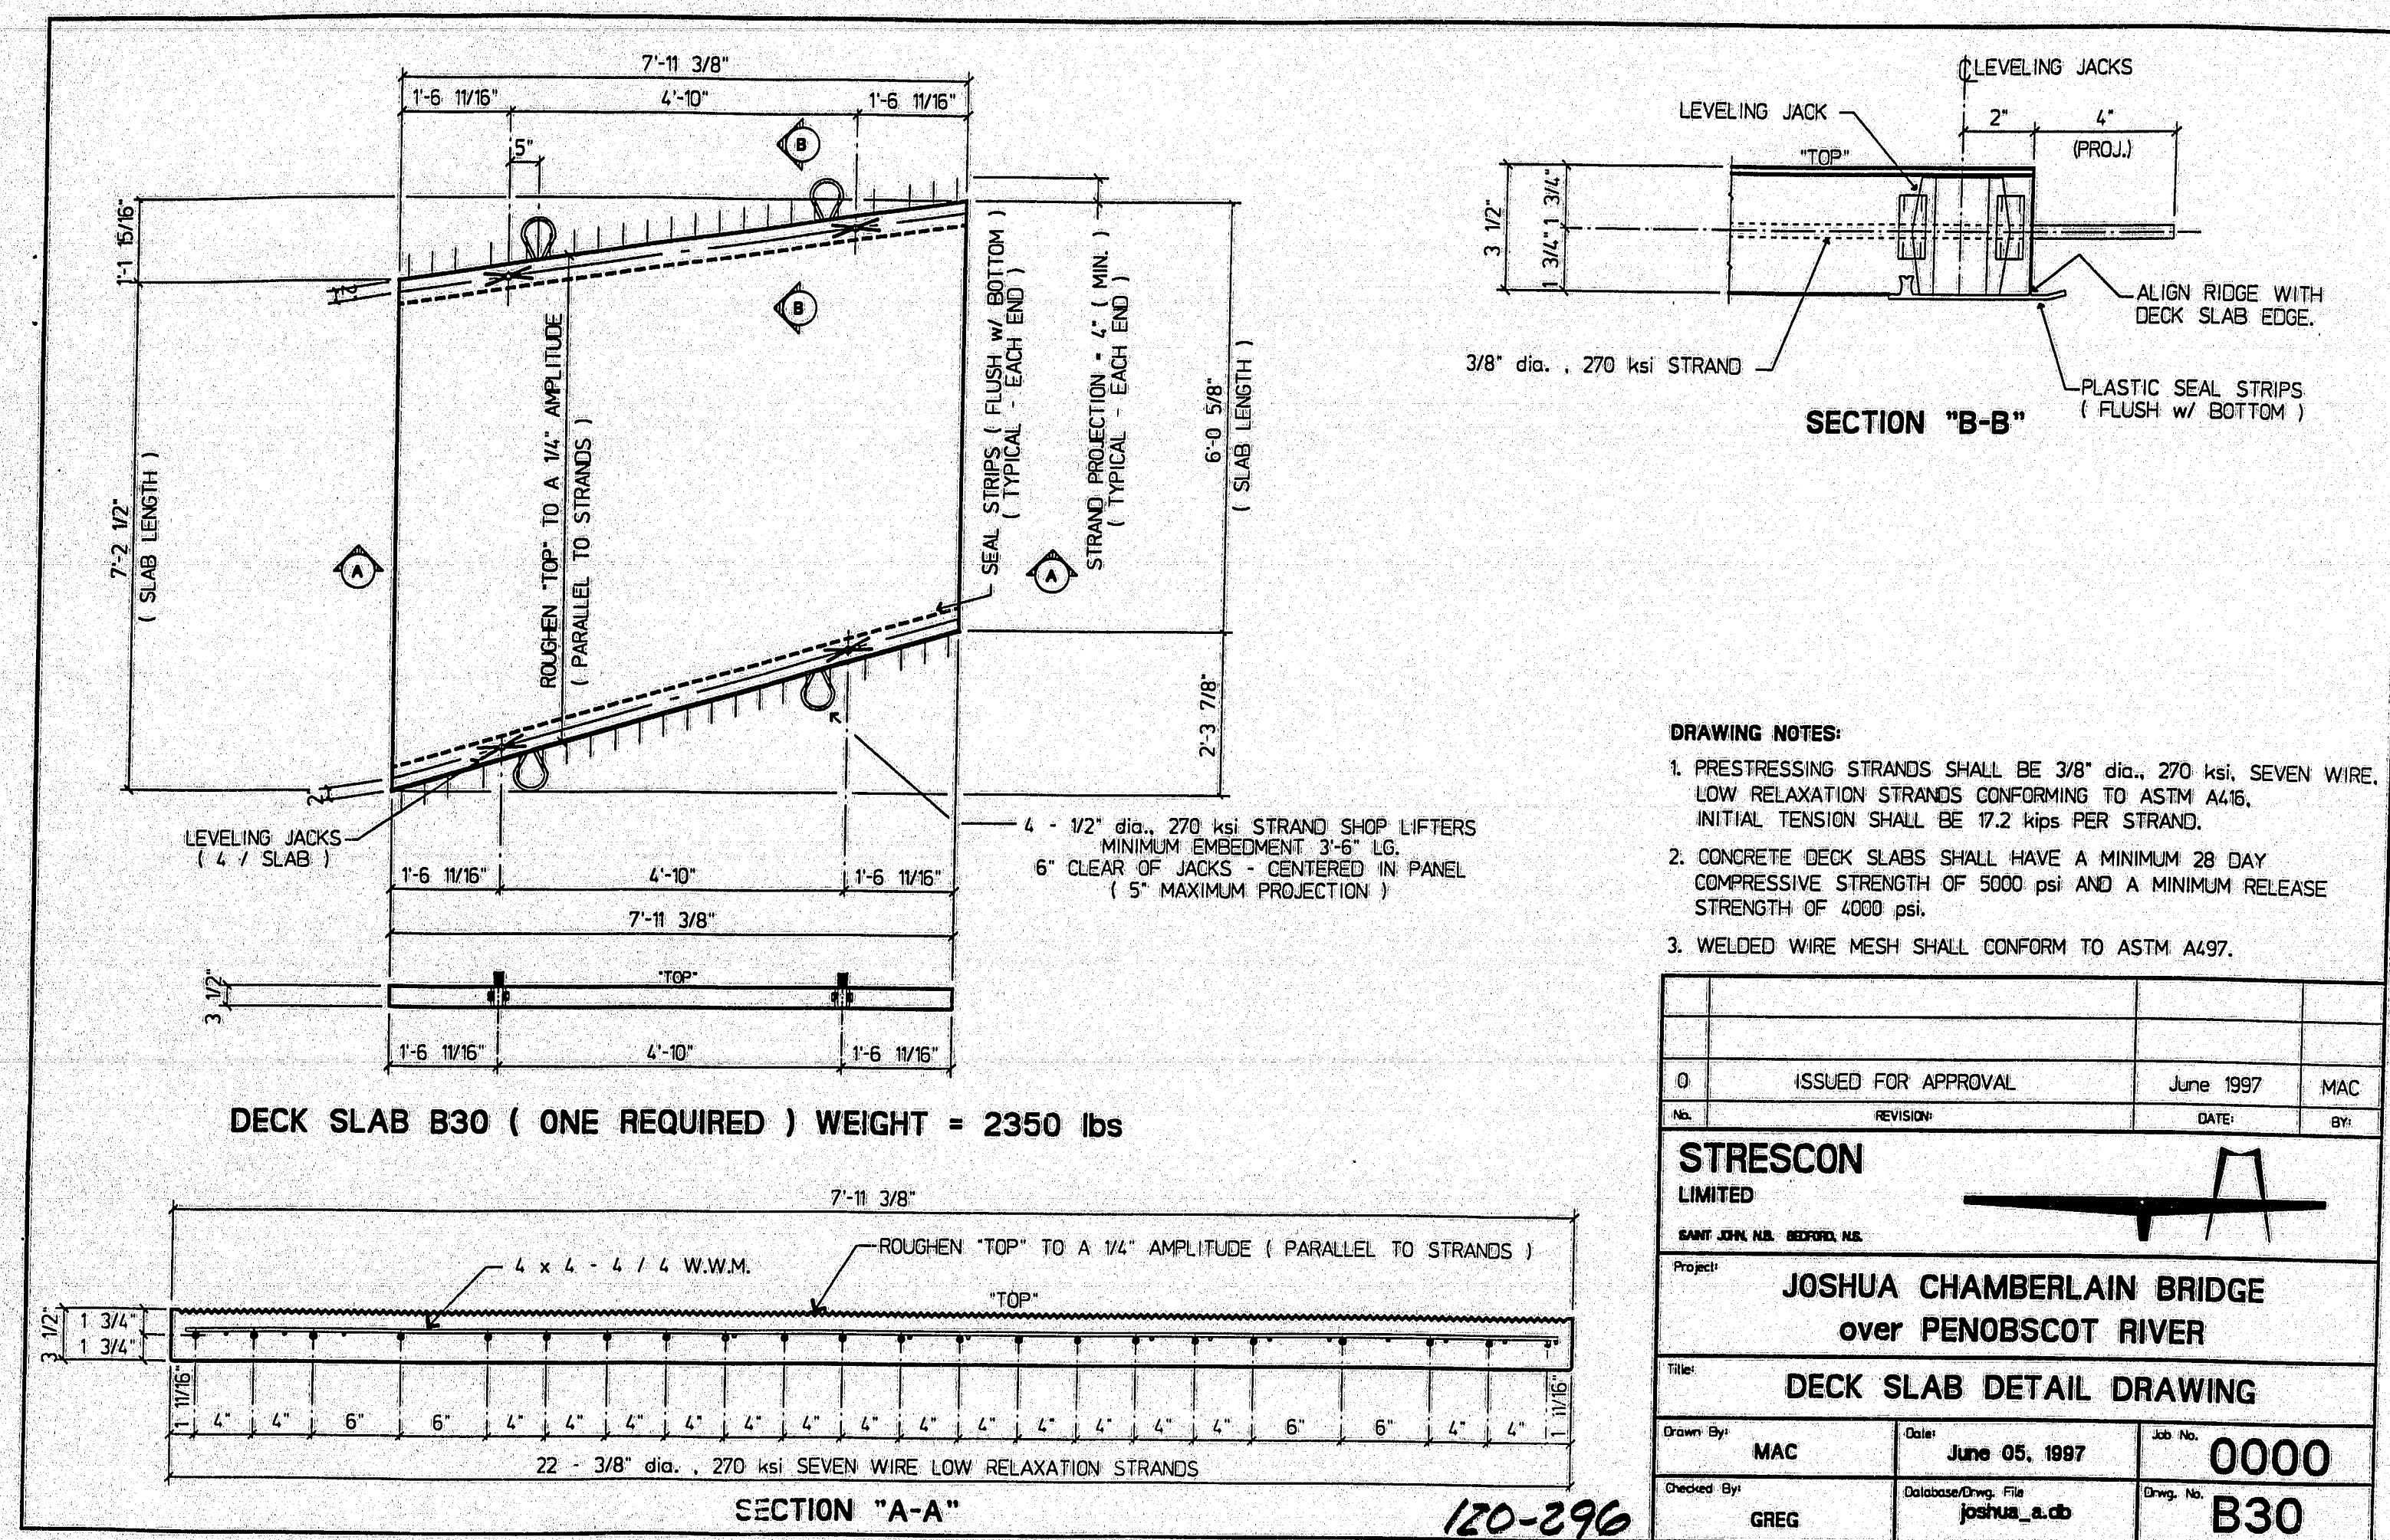 7'-11 3/8"
1'-6 11/16" 4'-10" 1'-6 11/16"
5"
B
B
1'-1 15/16"
2"
7'-2 1/2"
( SLAB LENGTH )
A
ROUGHEN "TOP" TO A 1/4" AMPLITUDE
( PARALLEL TO STRANDS )
SEAL STRIPS ( FLUSH w/ BOTTOM )
( TYPICAL - EACH END )
STRAND PROJECTION = 4" ( MIN. )
( TYPICAL - EACH END )
A
6'-0 5/8"
( SLAB LENGTH )
2'-3 7/8"
2"
LEVELING JACKS
( 4 / SLAB )
4 - 1/2" dia., 270 ksi STRAND SHOP LIFTERS
MINIMUM EMBEDMENT 3'-6" LG.
6" CLEAR OF JACKS - CENTERED IN PANEL
( 5" MAXIMUM PROJECTION )
1'-6 11/16" 4'-10" 1'-6 11/16"
7'-11 3/8"
"TOP"
3 1/2"
1'-6 11/16" 4'-10" 1'-6 11/16"
DECK SLAB B30 ( ONE REQUIRED ) WEIGHT = 2350 lbs
7'-11 3/8"
4 x 4 - 4 / 4 W.W.M.
ROUGHEN "TOP" TO A 1/4" AMPLITUDE ( PARALLEL TO STRANDS )
"TOP"
3 1/2"
1 3/4"
1 3/4"
1 11/16" 4" 4" 6" 6" 4" 4" 4" 4" 4" 4" 4" 4" 4" 4" 4" 4" 4" 6" 6" 4" 4" 1 11/16"
22 - 3/8" dia. , 270 ksi SEVEN WIRE LOW RELAXATION STRANDS
SECTION "A-A"
120-296
℄ LEVELING JACKS
LEVELING JACK
2" 4"
(PROJ.)
"TOP"
3 1/2"
1 3/4" 1 3/4"
ALIGN RIDGE WITH
DECK SLAB EDGE.
3/8" dia. , 270 ksi STRAND
PLASTIC SEAL STRIPS
( FLUSH w/ BOTTOM )
SECTION "B-B"
DRAWING NOTES:
1. PRESTRESSING STRANDS SHALL BE 3/8" dia., 270 ksi, SEVEN WIRE,
LOW RELAXATION STRANDS CONFORMING TO ASTM A416.
INITIAL TENSION SHALL BE 17.2 kips PER STRAND.
2. CONCRETE DECK SLABS SHALL HAVE A MINIMUM 28 DAY
COMPRESSIVE STRENGTH OF 5000 psi AND A MINIMUM RELEASE
STRENGTH OF 4000 psi.
3. WELDED WIRE MESH SHALL CONFORM TO ASTM A497.
0 ISSUED FOR APPROVAL June 1997 MAC
No. REVISION: DATE: BY:
STRESCON
LIMITED
SAINT JOHN, N.B. BEDFORD, N.S.
Project:
JOSHUA CHAMBERLAIN BRIDGE
over PENOBSCOT RIVER
Title:
DECK SLAB DETAIL DRAWING
Drawn By: MAC
Date: June 05, 1997
Job No. 0000
Checked By: GREG
Database/Drwg. File joshua_a.db
Drwg. No. B30